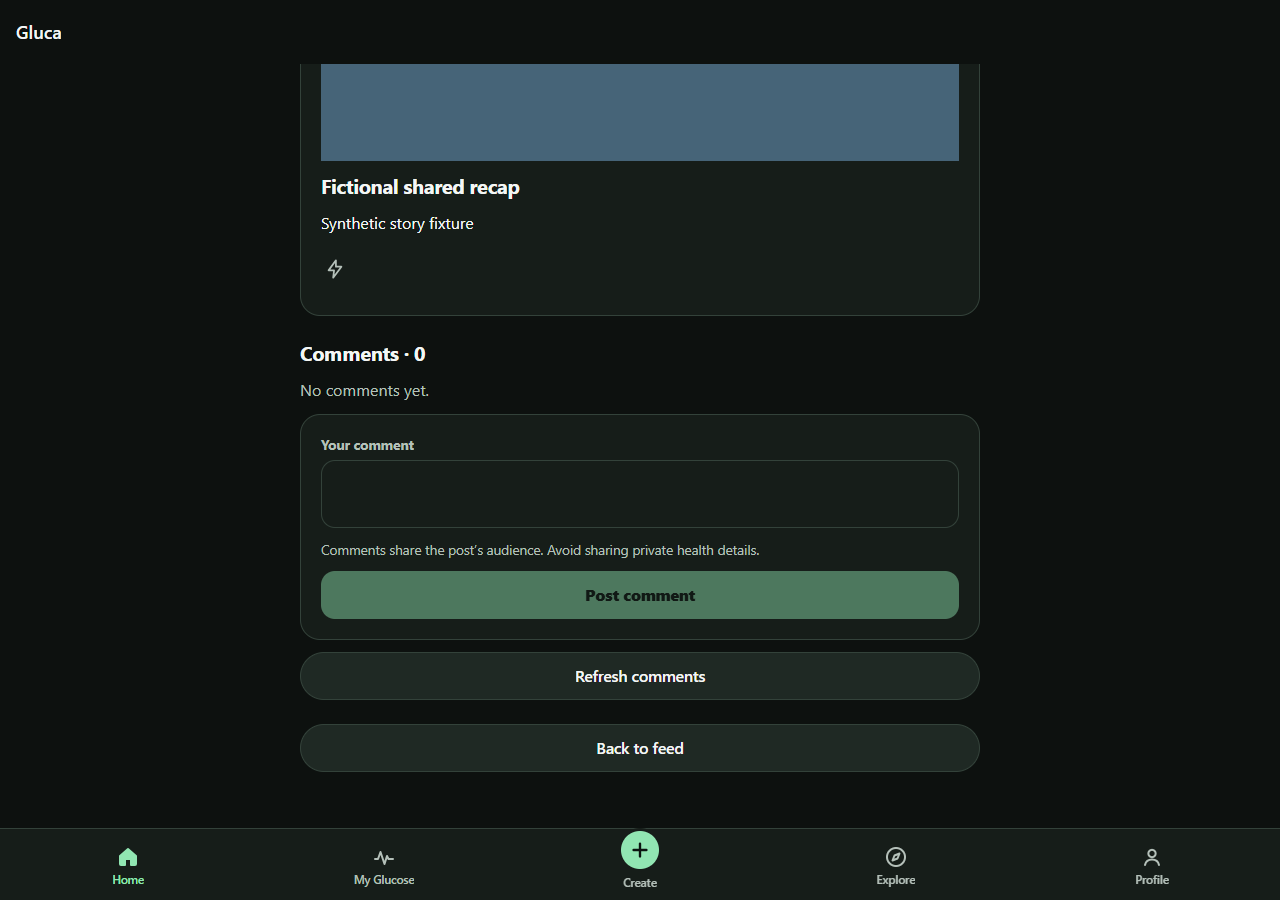 Gluca
Fictional shared recap
Synthetic story fixture
Comments · 0
No comments yet.
Your comment
Comments share the post's audience. Avoid sharing private health details.
Post comment
Refresh comments
Back to feed
Home
My Glucose
Create
Explore
Profile